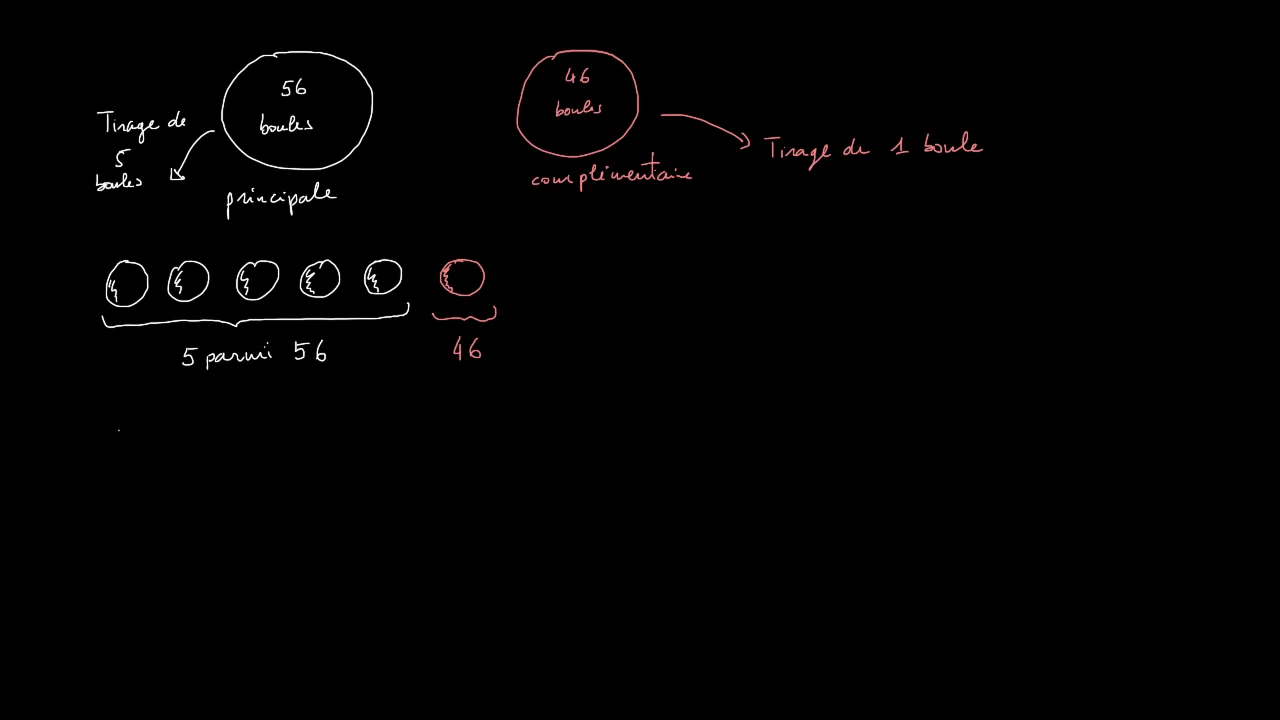 56
boules
Tirage de
5
boules
principale
46
boules
complémentaire
Tirage de 1 boule
5 parmi 56
46